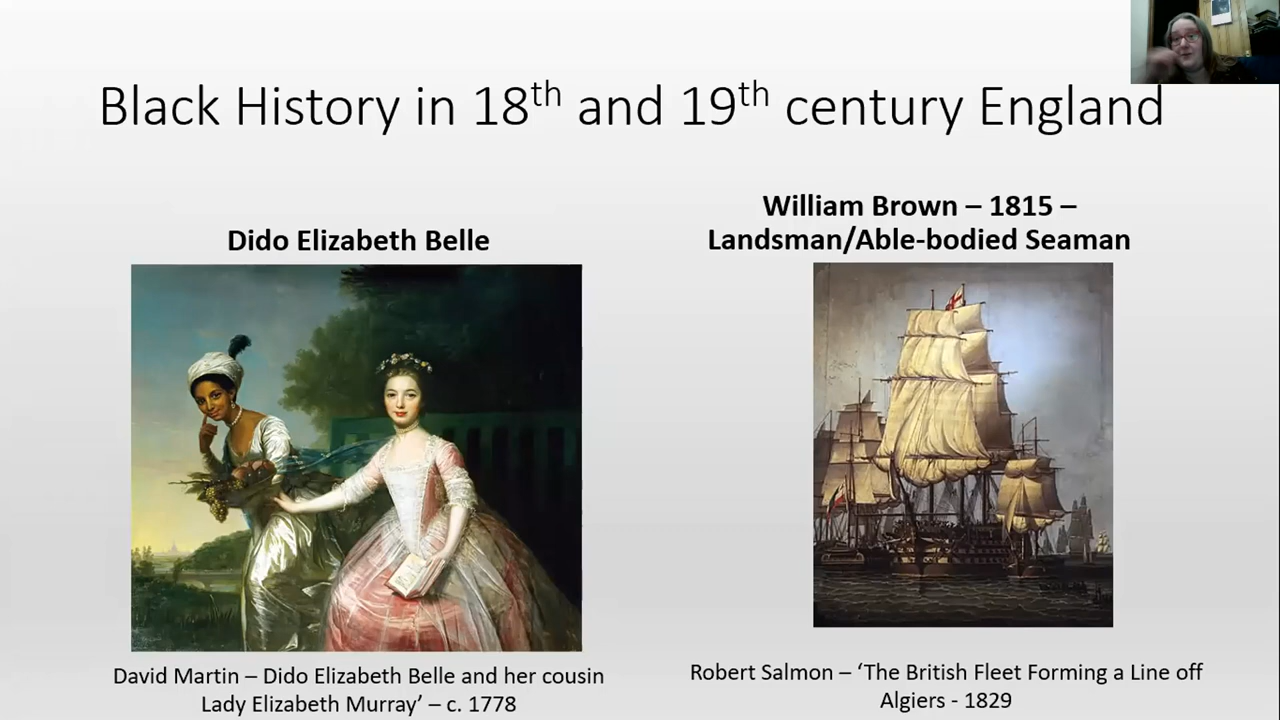 Black History in 18th and 19th century England
Dido Elizabeth Belle
William Brown – 1815 –
Landsman/Able-bodied Seaman
David Martin – Dido Elizabeth Belle and her cousin
Lady Elizabeth Murray’ – c. 1778
Robert Salmon – ‘The British Fleet Forming a Line off
Algiers - 1829